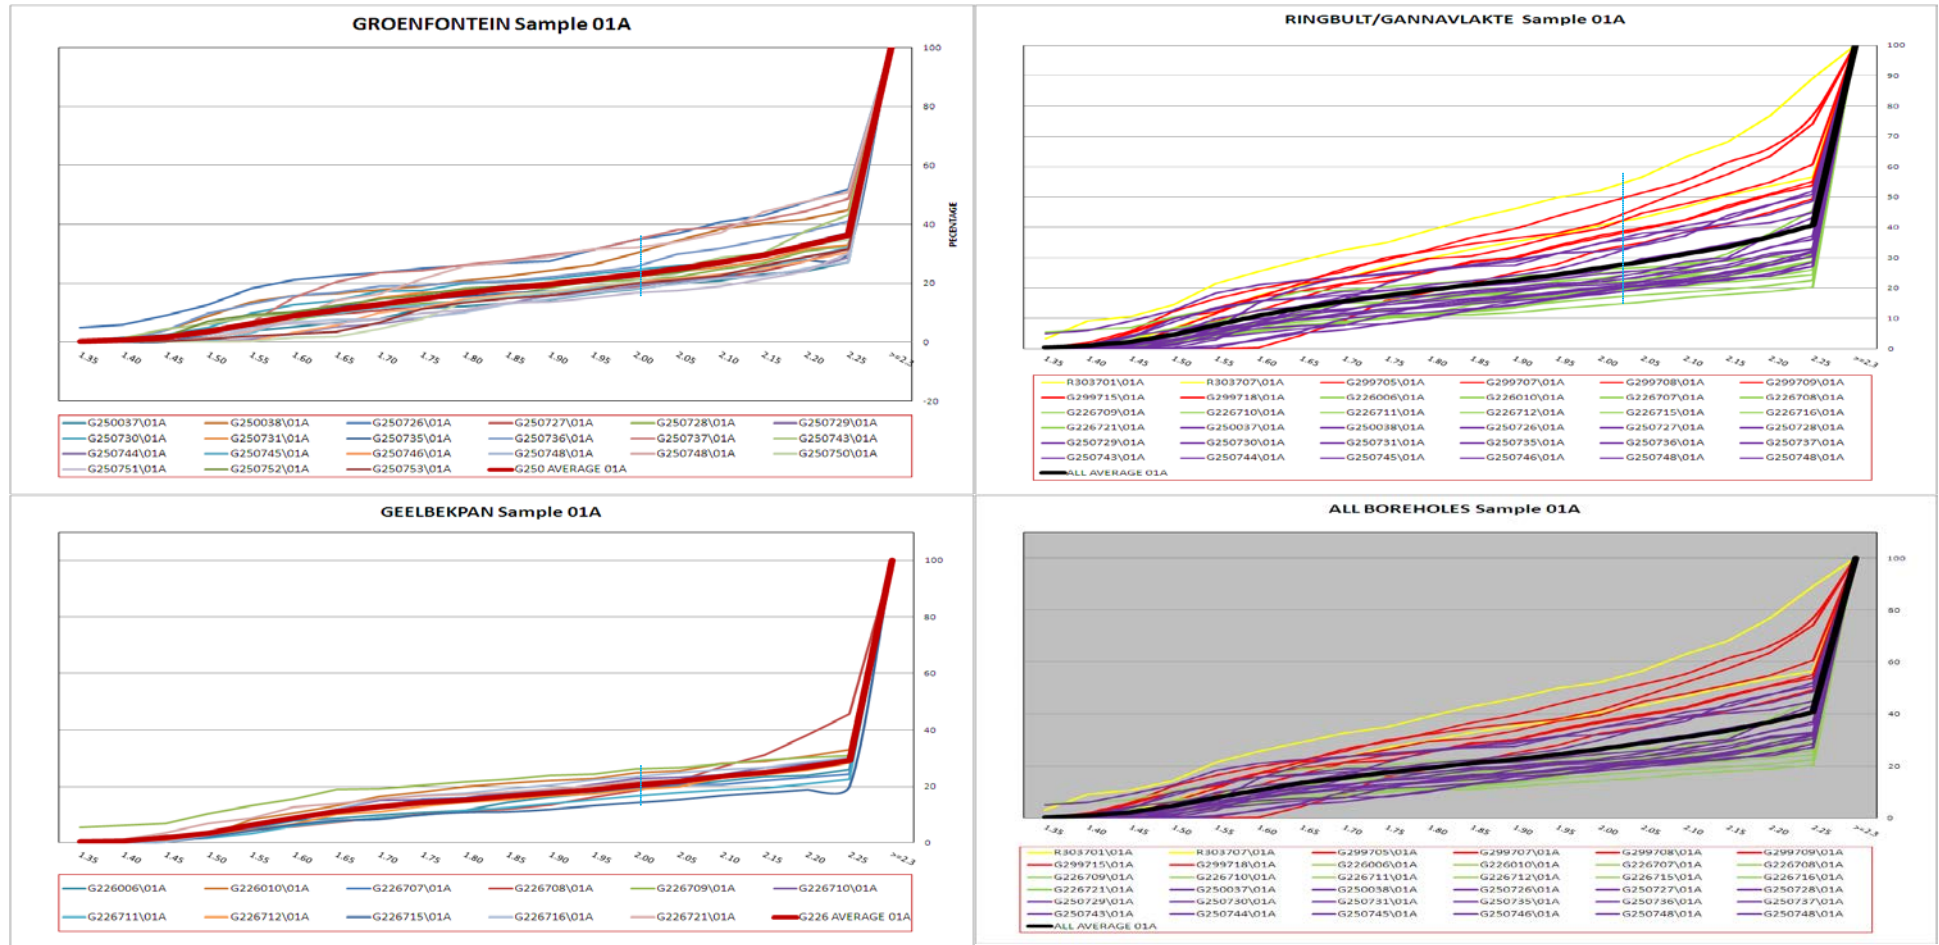 GROENFONTEIN Sample 01A
100
80
60
40
20
0
-20
1.35 1.40 1.45 1.50 1.55 1.60 1.65 1.70 1.75 1.80 1.85 1.90 1.95 2.00 2.05 2.10 2.15 2.20 2.25 >=2.3
G250037\01A G250038\01A G250726\01A G250727\01A G250728\01A G250729\01A
G250730\01A G250731\01A G250735\01A G250736\01A G250737\01A G250743\01A
G250744\01A G250745\01A G250746\01A G250748\01A G250748\01A G250750\01A
G250751\01A G250752\01A G250753\01A G250 AVERAGE 01A
RINGBULT/GANNAVLAKTE Sample 01A
PECENTAGE
100
90
80
70
60
50
40
30
20
10
0
1.35 1.40 1.45 1.50 1.55 1.60 1.65 1.70 1.75 1.80 1.85 1.90 1.95 2.00 2.05 2.10 2.15 2.20 2.25 >=2.3
R303701\01A R303707\01A G299705\01A G299707\01A G299708\01A G299709\01A
G299715\01A G299718\01A G226006\01A G226010\01A G226707\01A G226708\01A
G226709\01A G226710\01A G226711\01A G226712\01A G226715\01A G226716\01A
G226721\01A G250037\01A G250038\01A G250726\01A G250727\01A G250728\01A
G250729\01A G250730\01A G250731\01A G250735\01A G250736\01A G250737\01A
G250743\01A G250744\01A G250745\01A G250746\01A G250748\01A G250748\01A
ALL AVERAGE 01A
GEELBEKPAN Sample 01A
100
80
60
40
20
0
1.35 1.40 1.45 1.50 1.55 1.60 1.65 1.70 1.75 1.80 1.85 1.90 1.95 2.00 2.05 2.10 2.15 2.20 2.25 >=2.3
G226006\01A G226010\01A G226707\01A G226708\01A G226709\01A G226710\01A
G226711\01A G226712\01A G226715\01A G226716\01A G226721\01A G226 AVERAGE 01A
ALL BOREHOLES Sample 01A
100
80
60
40
20
0
1.35 1.40 1.45 1.50 1.55 1.60 1.65 1.70 1.75 1.80 1.85 1.90 1.95 2.00 2.05 2.10 2.15 2.20 2.25 >=2.3
R303701\01A R303707\01A G299705\01A G299707\01A G299708\01A G299709\01A
G299715\01A G299718\01A G226006\01A G226010\01A G226707\01A G226708\01A
G226709\01A G226710\01A G226711\01A G226712\01A G226715\01A G226716\01A
G226721\01A G250037\01A G250038\01A G250726\01A G250727\01A G250728\01A
G250729\01A G250730\01A G250731\01A G250735\01A G250736\01A G250737\01A
G250743\01A G250744\01A G250745\01A G250746\01A G250748\01A G250748\01A
ALL AVERAGE 01A